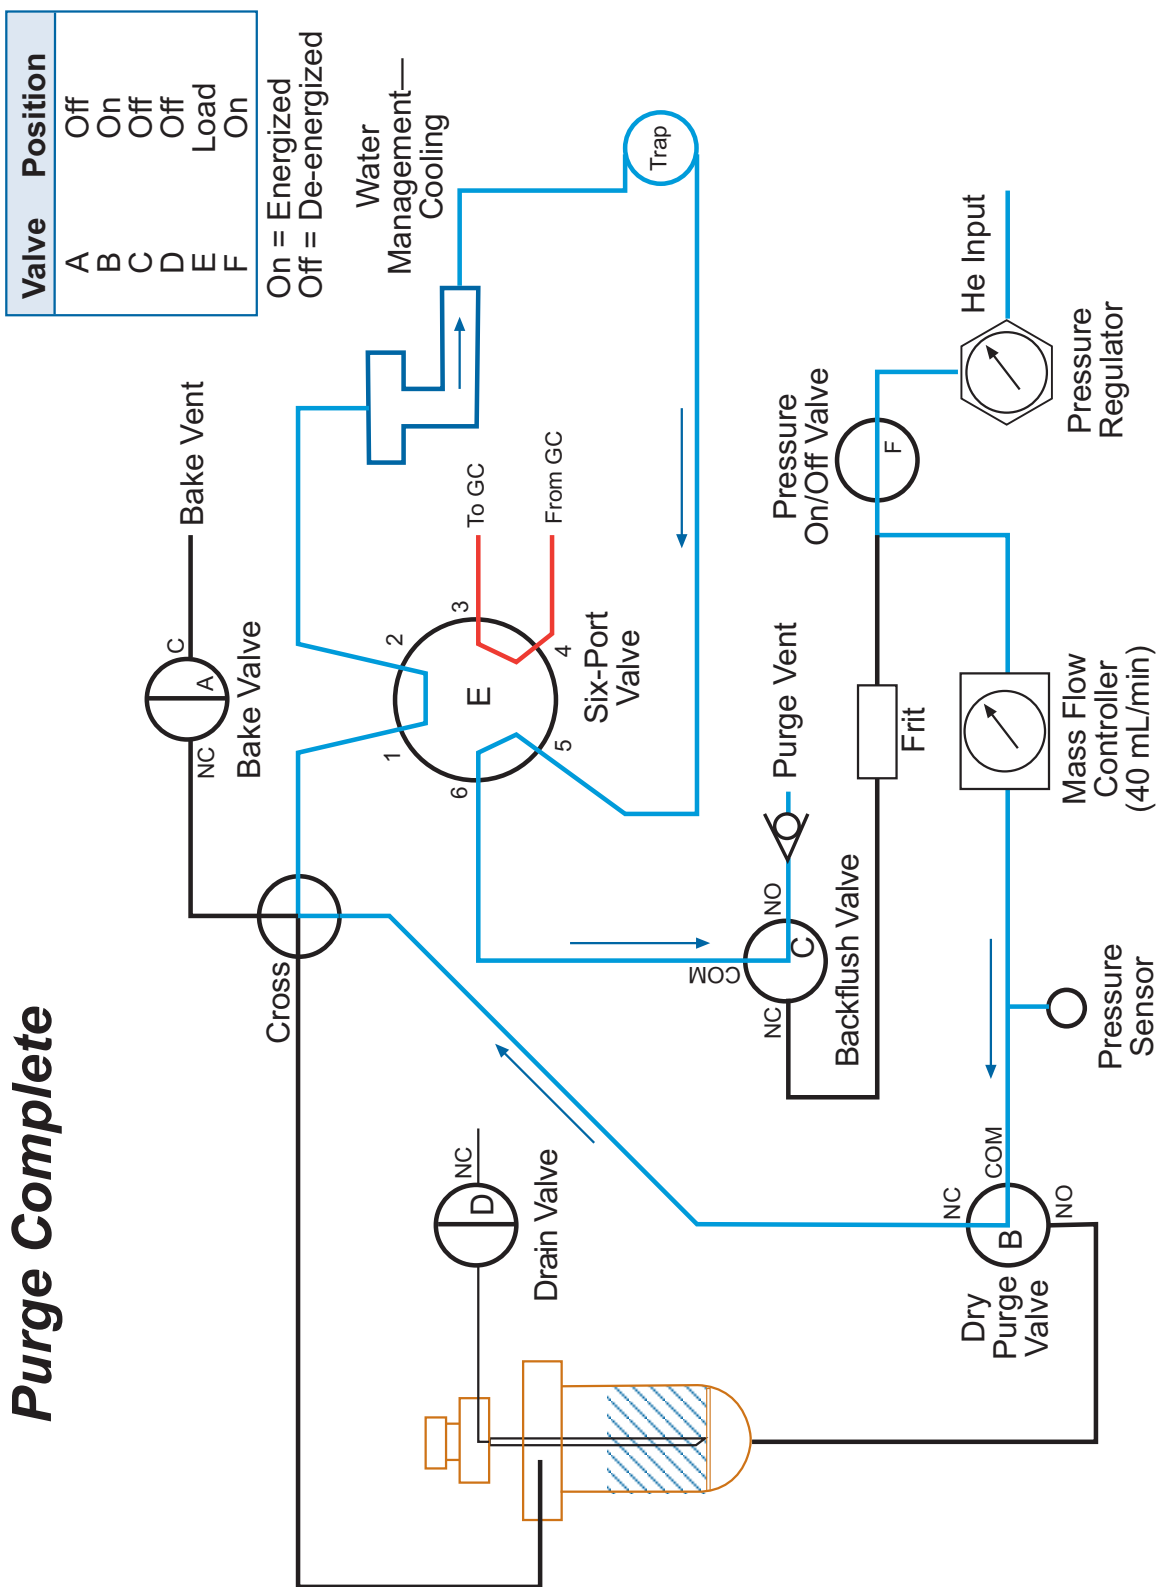 Purge Complete
Valve Position
A Off
B On
C Off
D Off
E Load
F On
On = Energized
Off = De-energized
Bake Vent
C
A
NC
Bake Valve
Cross
Water
Management—
Cooling
Trap
To GC
From GC
1
2
3
4
5
6
E
Six-Port
Valve
NC
D
Drain Valve
COM
NO
C
NC
Backflush Valve
Purge Vent
Frit
Pressure
On/Off Valve
F
He Input
Pressure
Regulator
Mass Flow
Controller
(40 mL/min)
Pressure
Sensor
NC
COM
B
NO
Dry
Purge
Valve